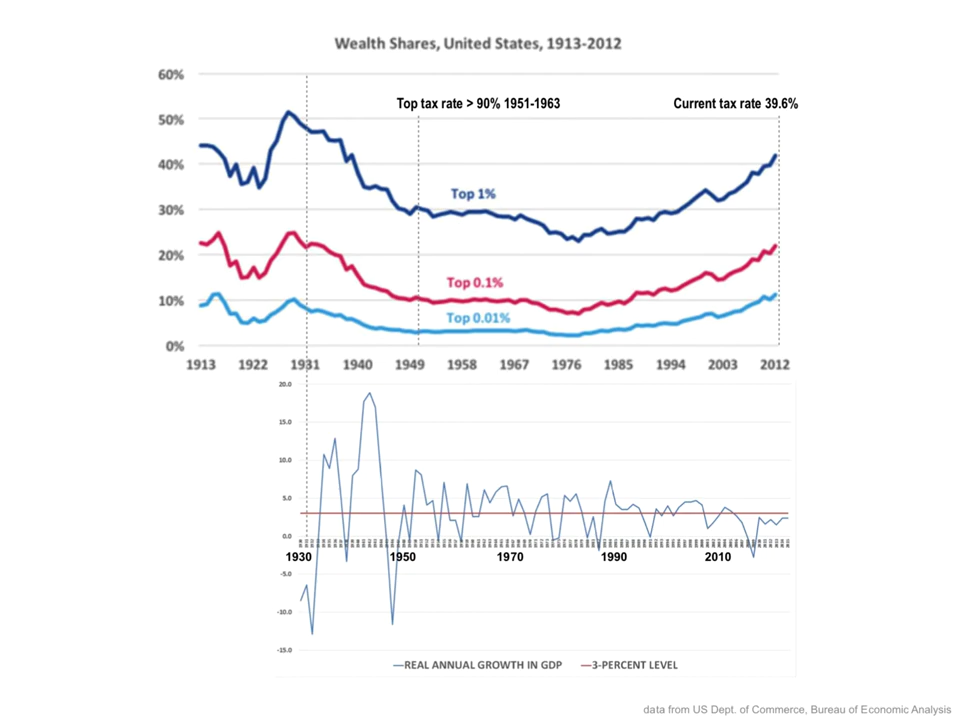 Wealth Shares, United States, 1913-2012
60%
Top tax rate > 90% 1951-1963
Current tax rate 39.6%
50%
40%
Top 1%
30%
20%
Top 0.1%
10%
Top 0.01%
0%
1913 1922 1931 1940 1949 1958 1967 1976 1985 1994 2003 2012
20.0
15.0
10.0
5.0
0.0
1930 1950 1970 1990 2010
-5.0
-10.0
-15.0
REAL ANNUAL GROWTH IN GDP 3-PERCENT LEVEL
data from US Dept. of Commerce, Bureau of Economic Analysis